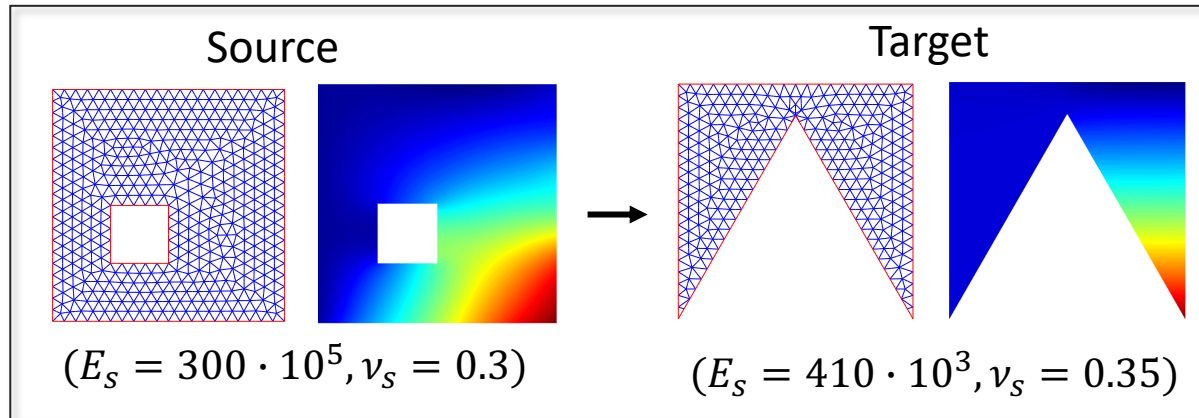 Source
Target
(E_s = 300 · 10^5, ν_s = 0.3)
(E_s = 410 · 10^3, ν_s = 0.35)